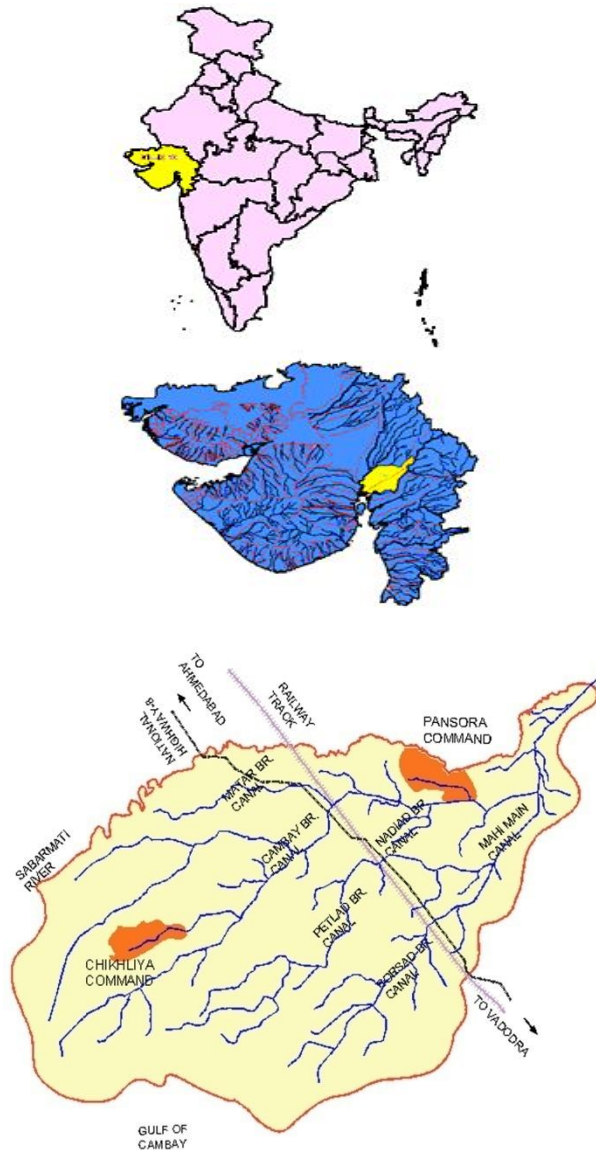 TO
AHMEDABAD
NATIONAL
HIGHWAY-8
RAILWAY
TRACK
PANSORA
COMMAND
MATAR BR.
CANAL
CAMBAY BR.
CANAL
NADIAD BR.
CANAL
MAHI MAIN
CANAL
SABARMATI
RIVER
PETLAD BR.
CANAL
CHIKHLIYA
COMMAND
BORSAD BR.
CANAL
TO VADODRA
GULF OF
CAMBAY